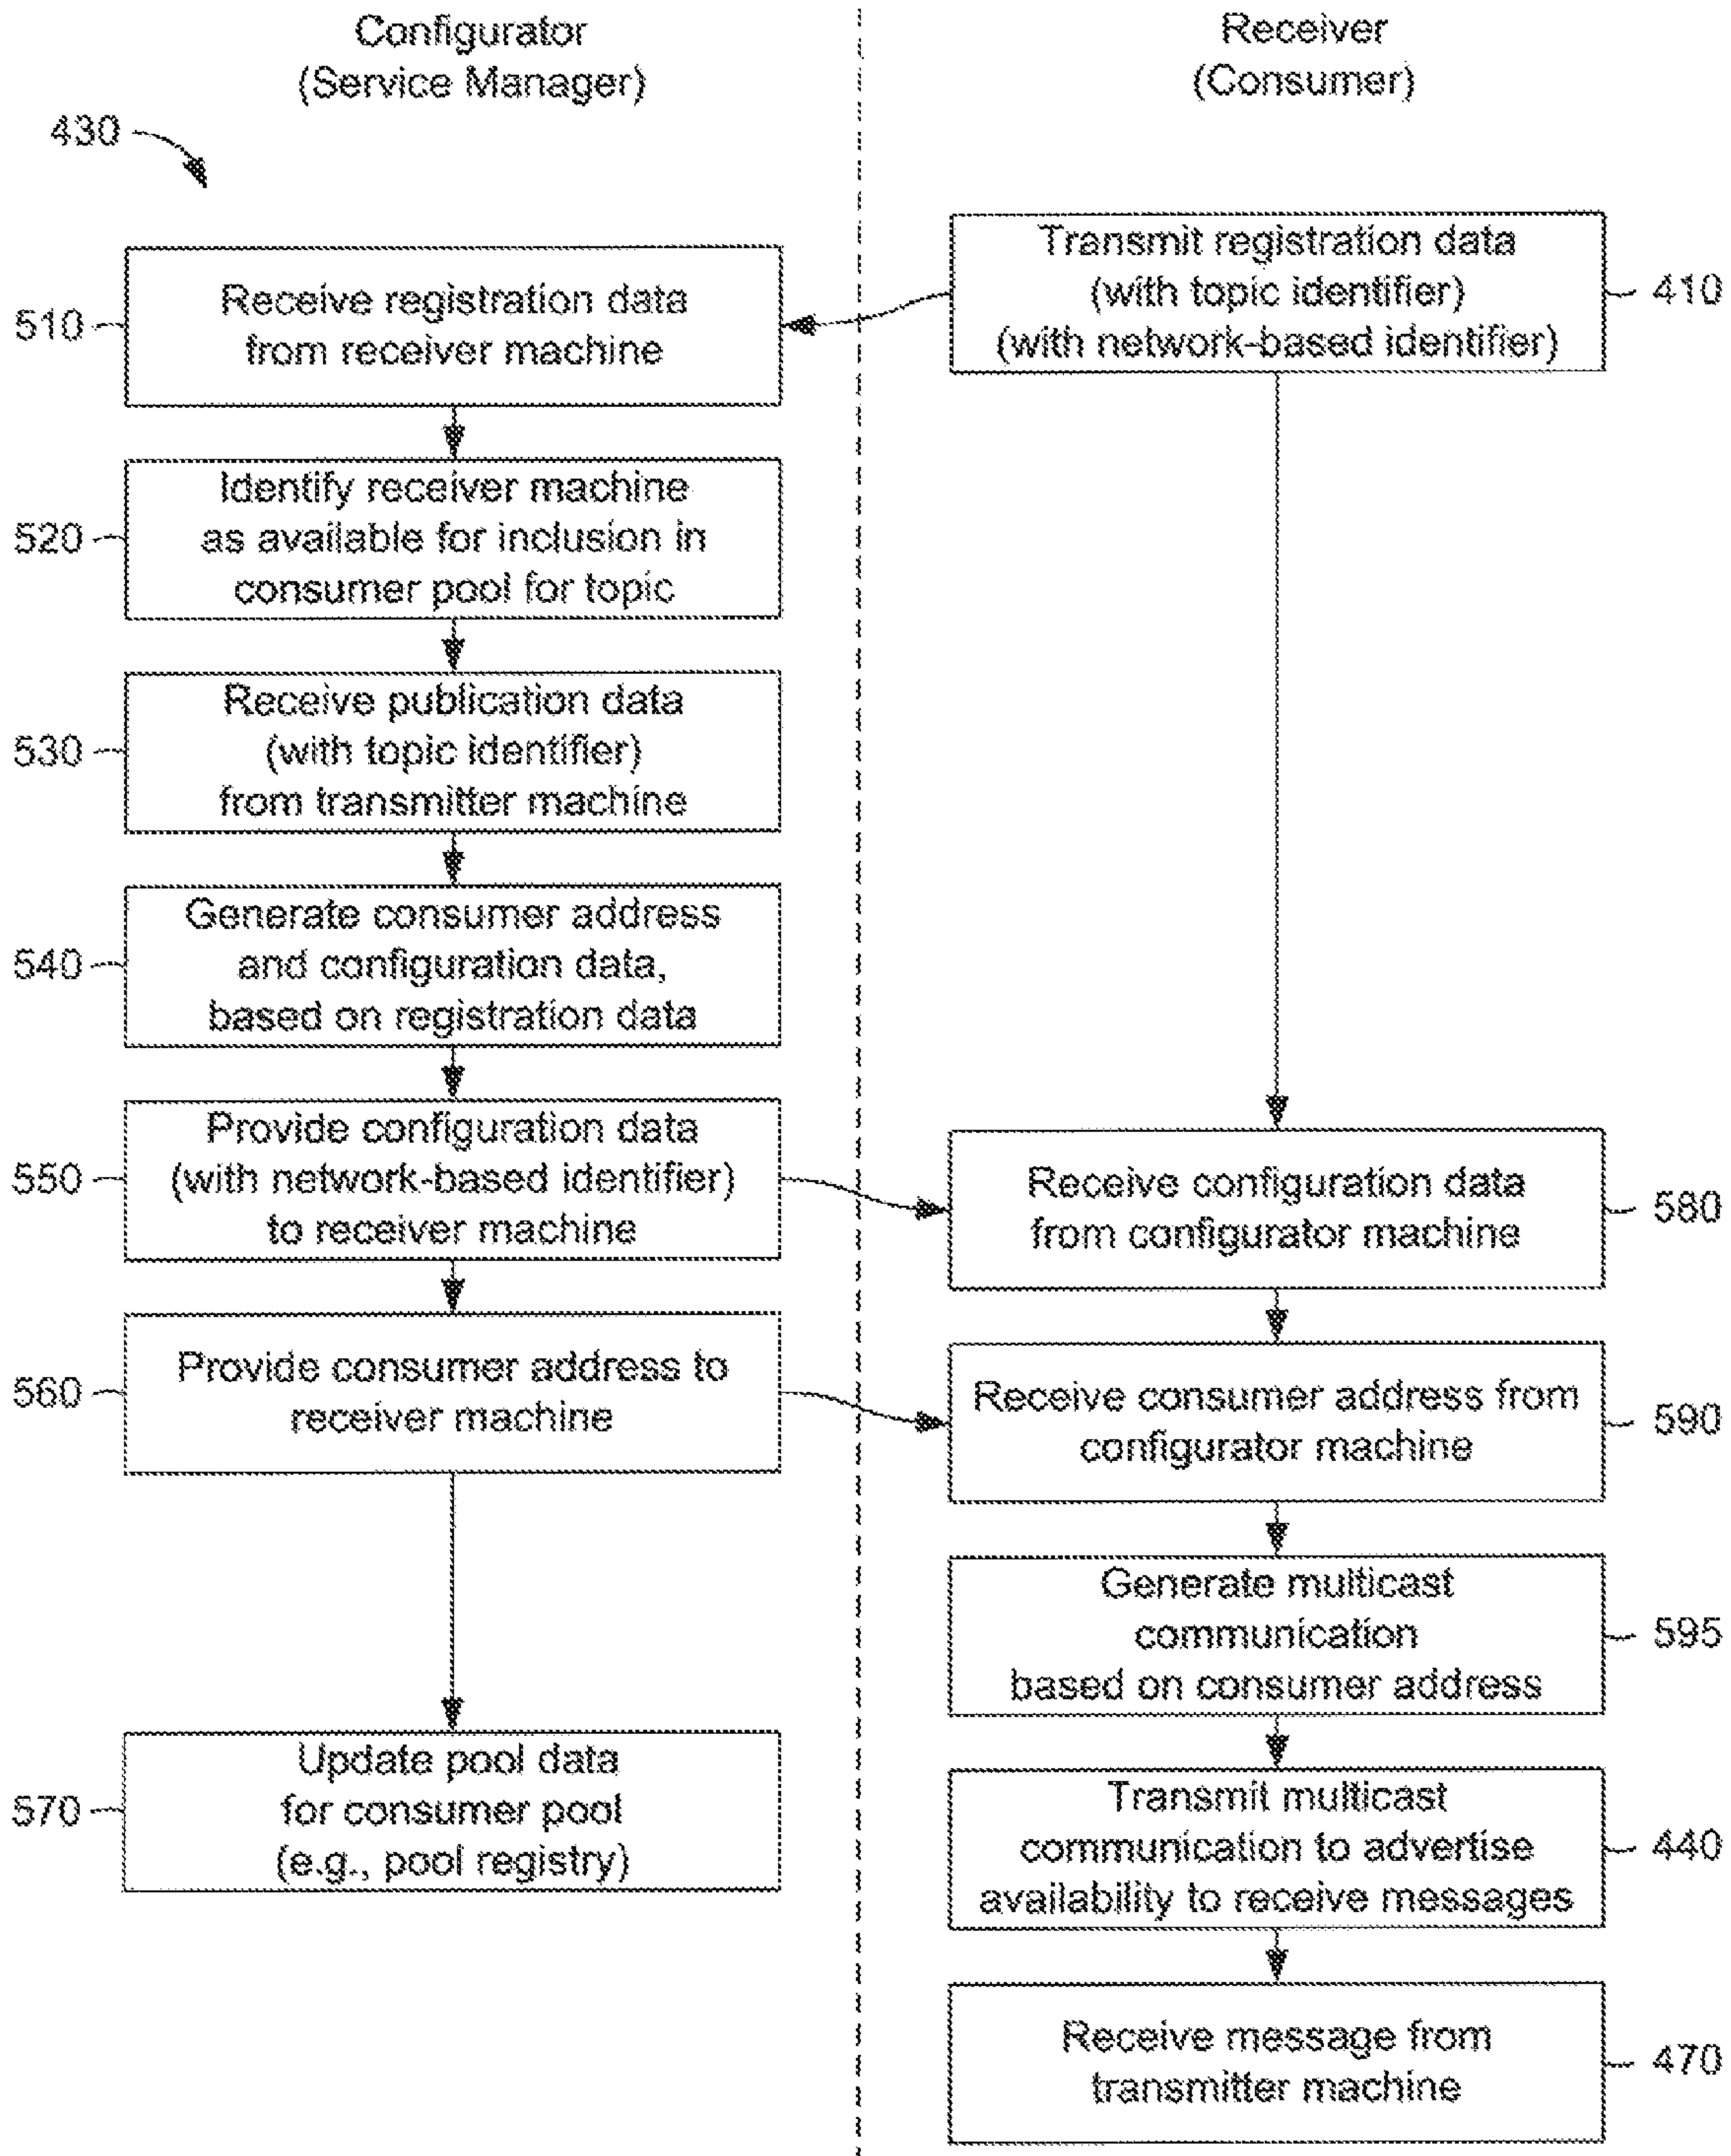 Configurator
(Service Manager)
Receiver
(Consumer)
430
Transmit registration data
(with topic identifier)
(with network-based identifier)
410
510
Receive registration data
from receiver machine
520
Identify receiver machine
as available for inclusion in
consumer pool for topic
530
Receive publication data
(with topic identifier)
from transmitter machine
540
Generate consumer address
and configuration data,
based on registration data
550
Provide configuration data
(with network-based identifier)
to receiver machine
Receive configuration data
from configurator machine
580
560
Provide consumer address to
receiver machine
Receive consumer address from
configurator machine
590
Generate multicast
communication
based on consumer address
595
570
Update pool data
for consumer pool
(e.g., pool registry)
Transmit multicast
communication to advertise
availability to receive messages
440
Receive message from
transmitter machine
470